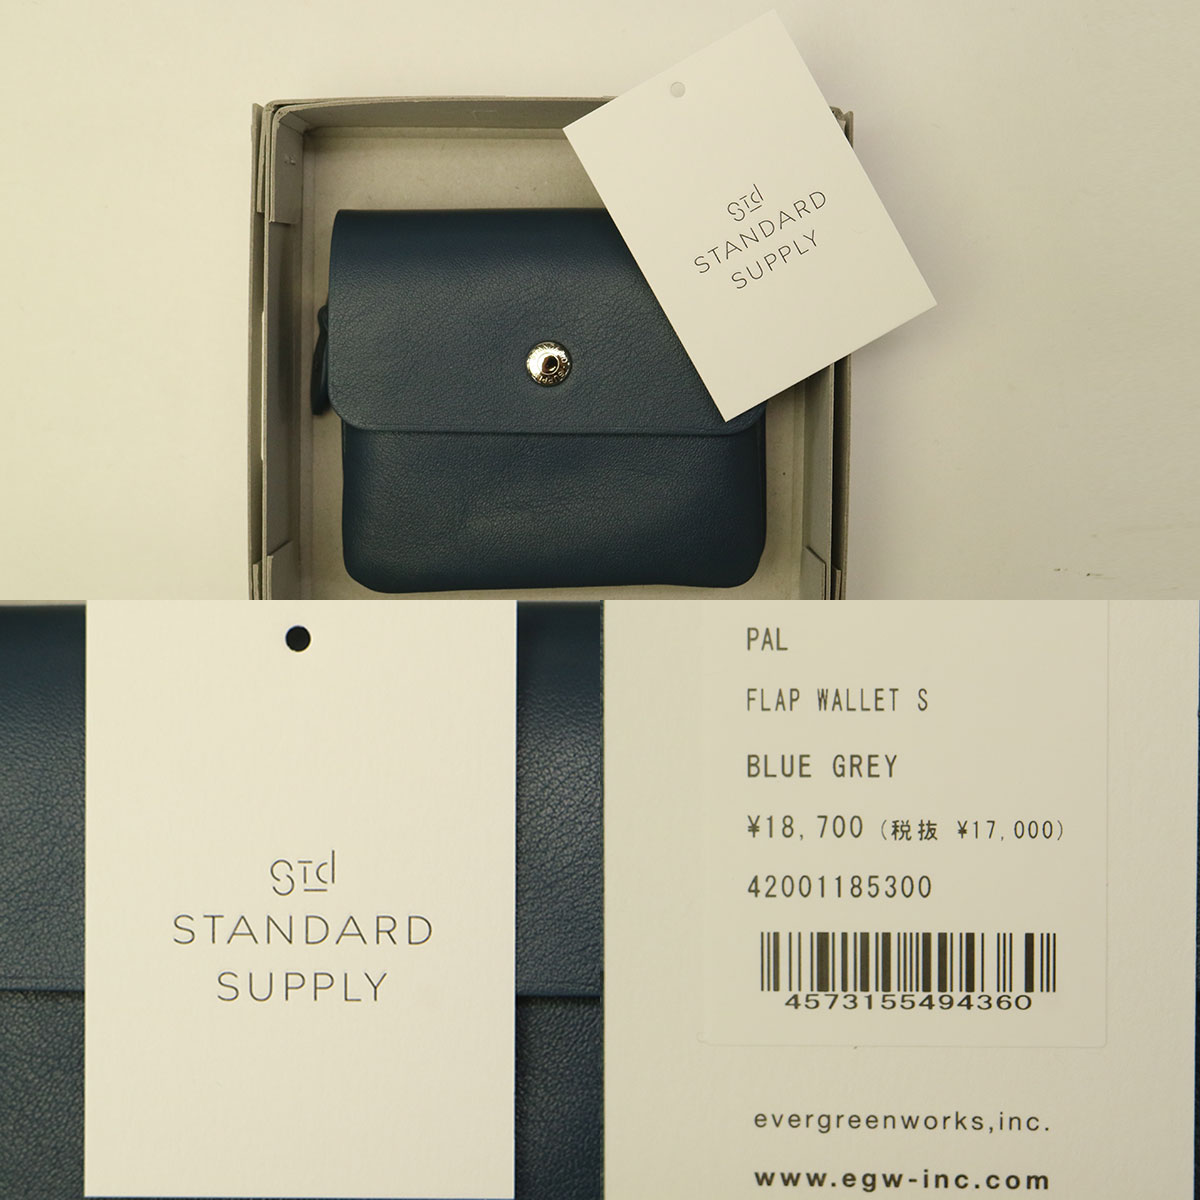 std
STANDARD
SUPPLY
std
STANDARD
SUPPLY
PAL
FLAP WALLET S
BLUE GREY
¥18,700 (税抜 ¥17,000)
42001185300
4573155494360
evergreenworks,inc.
www.egw-inc.com